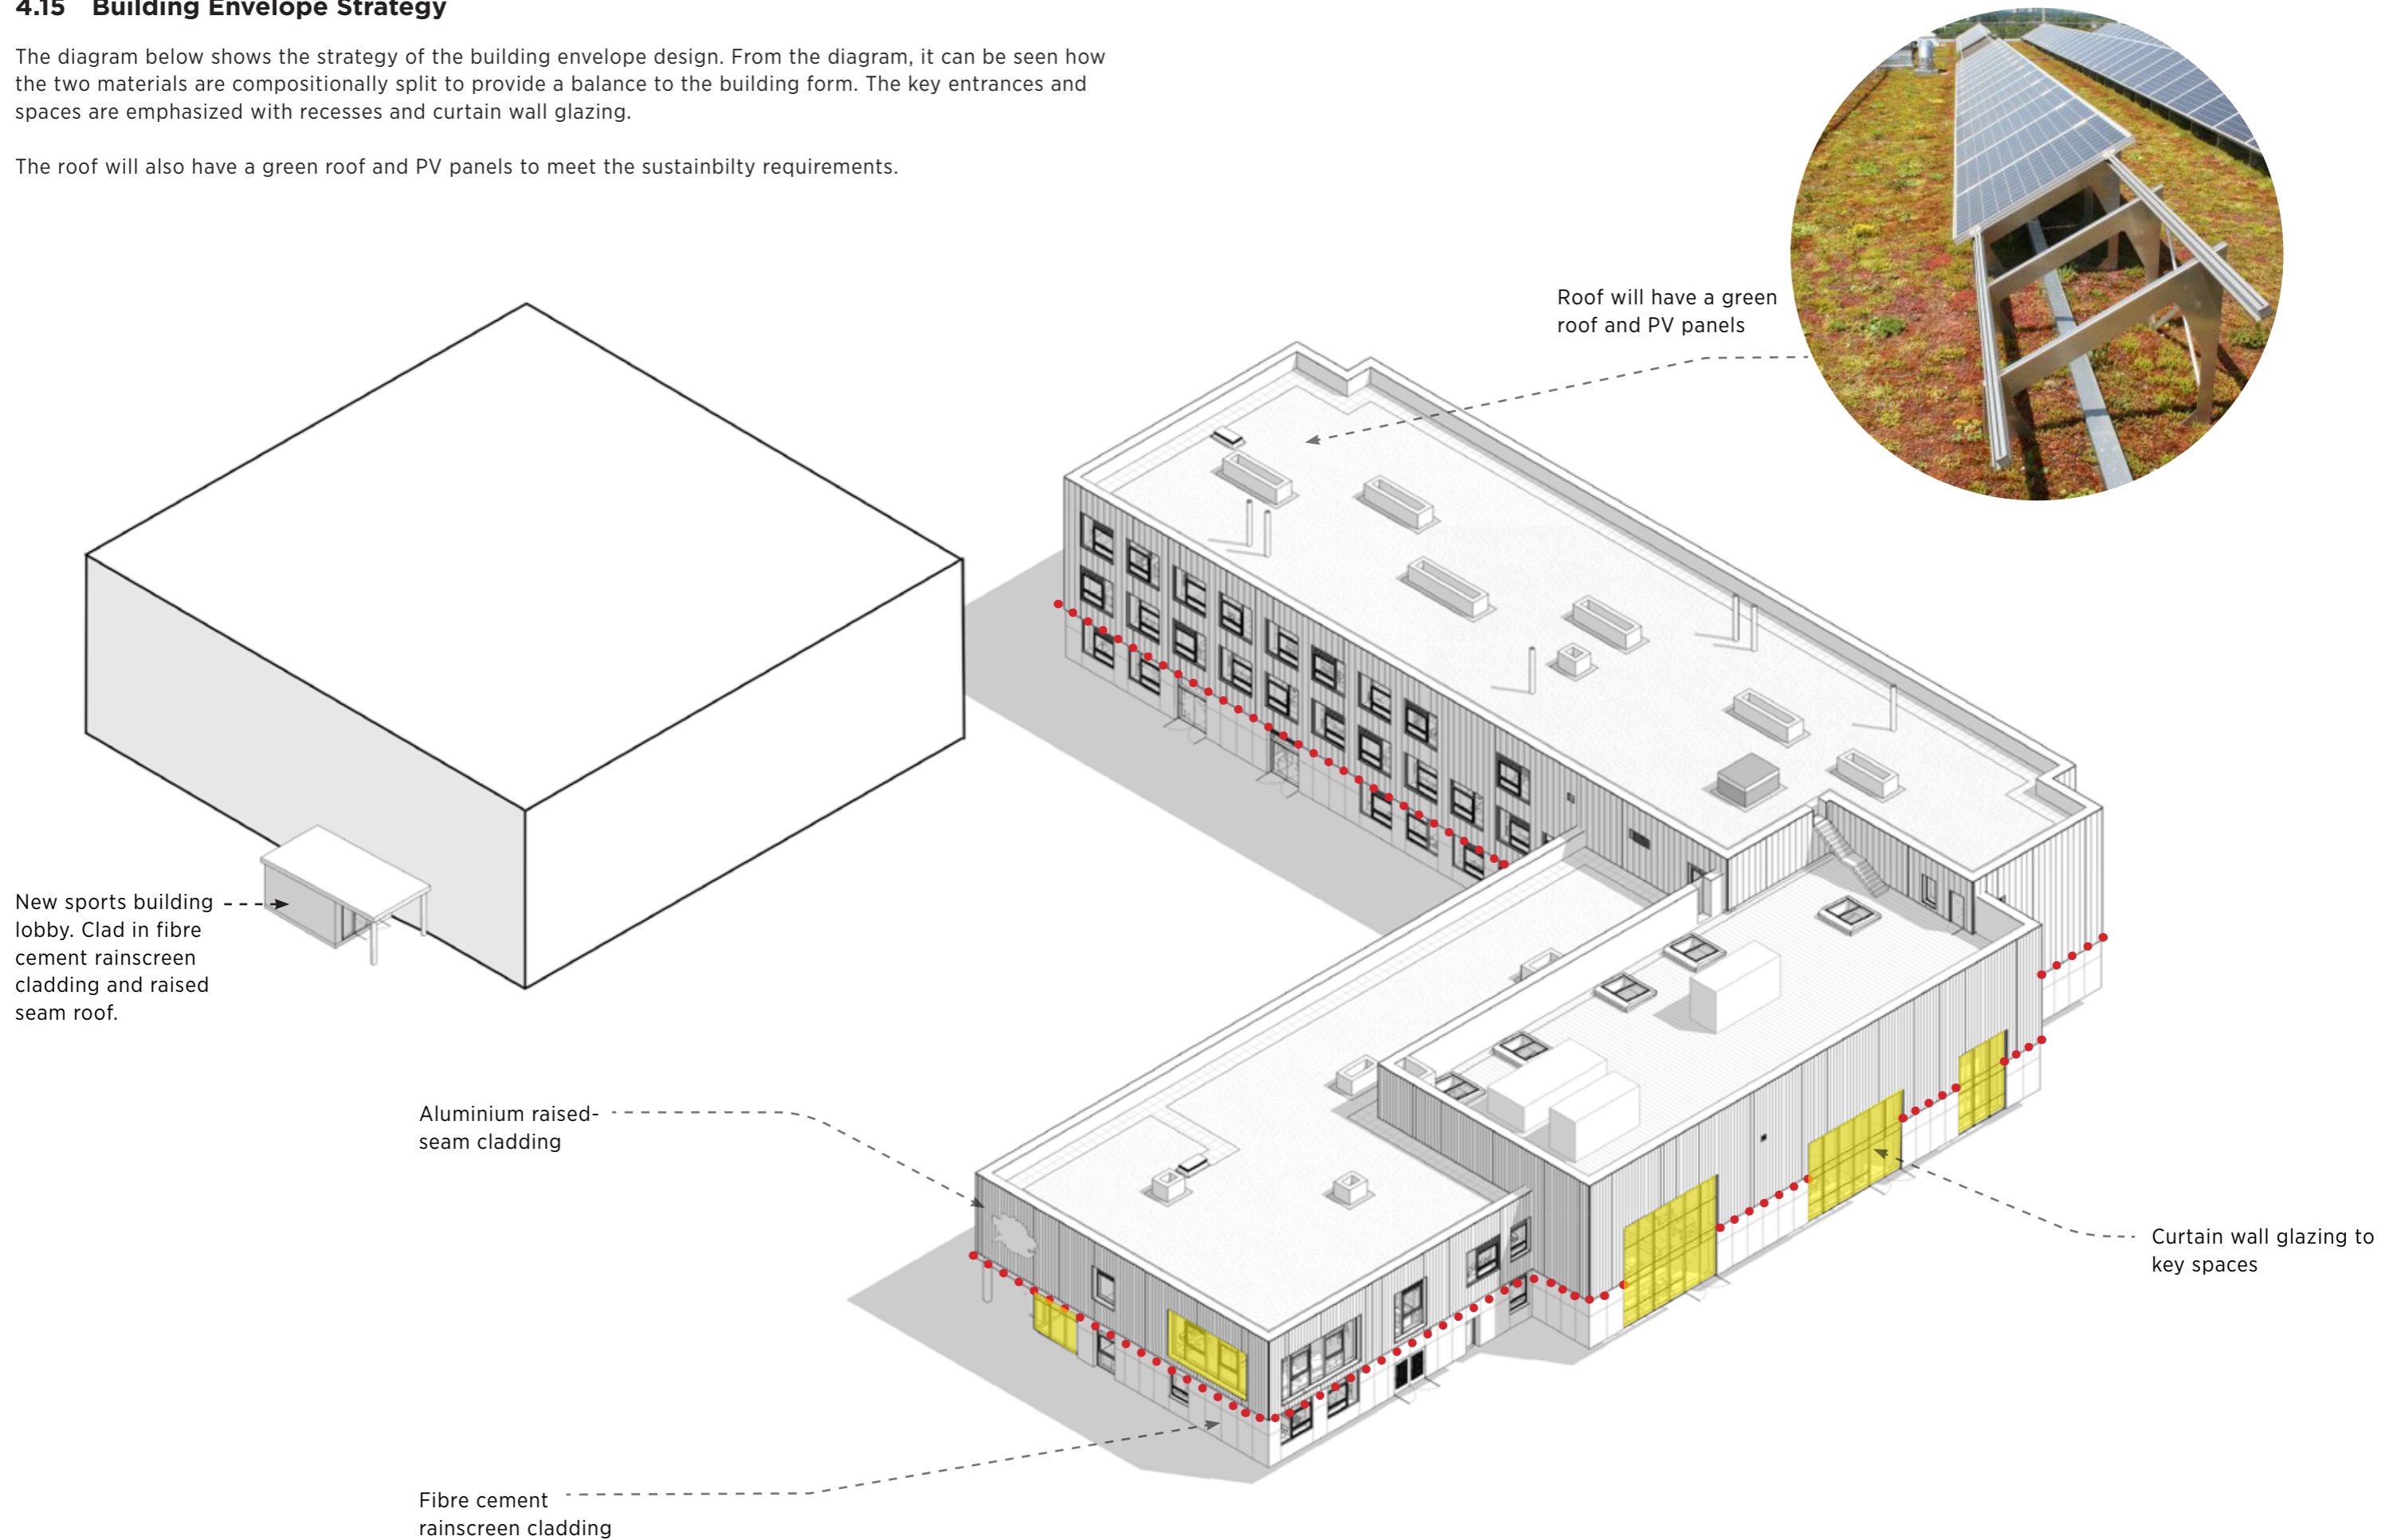 4.15 Building Envelope Strategy
The diagram below shows the strategy of the building envelope design. From the diagram, it can be seen how
the two materials are compositionally split to provide a balance to the building form. The key entrances and
spaces are emphasized with recesses and curtain wall glazing.
The roof will also have a green roof and PV panels to meet the sustainbilty requirements.
Roof will have a green
roof and PV panels
New sports building
lobby. Clad in fibre
cement rainscreen
cladding and raised
seam roof.
Aluminium raised-
seam cladding
Curtain wall glazing to
key spaces
Fibre cement
rainscreen cladding